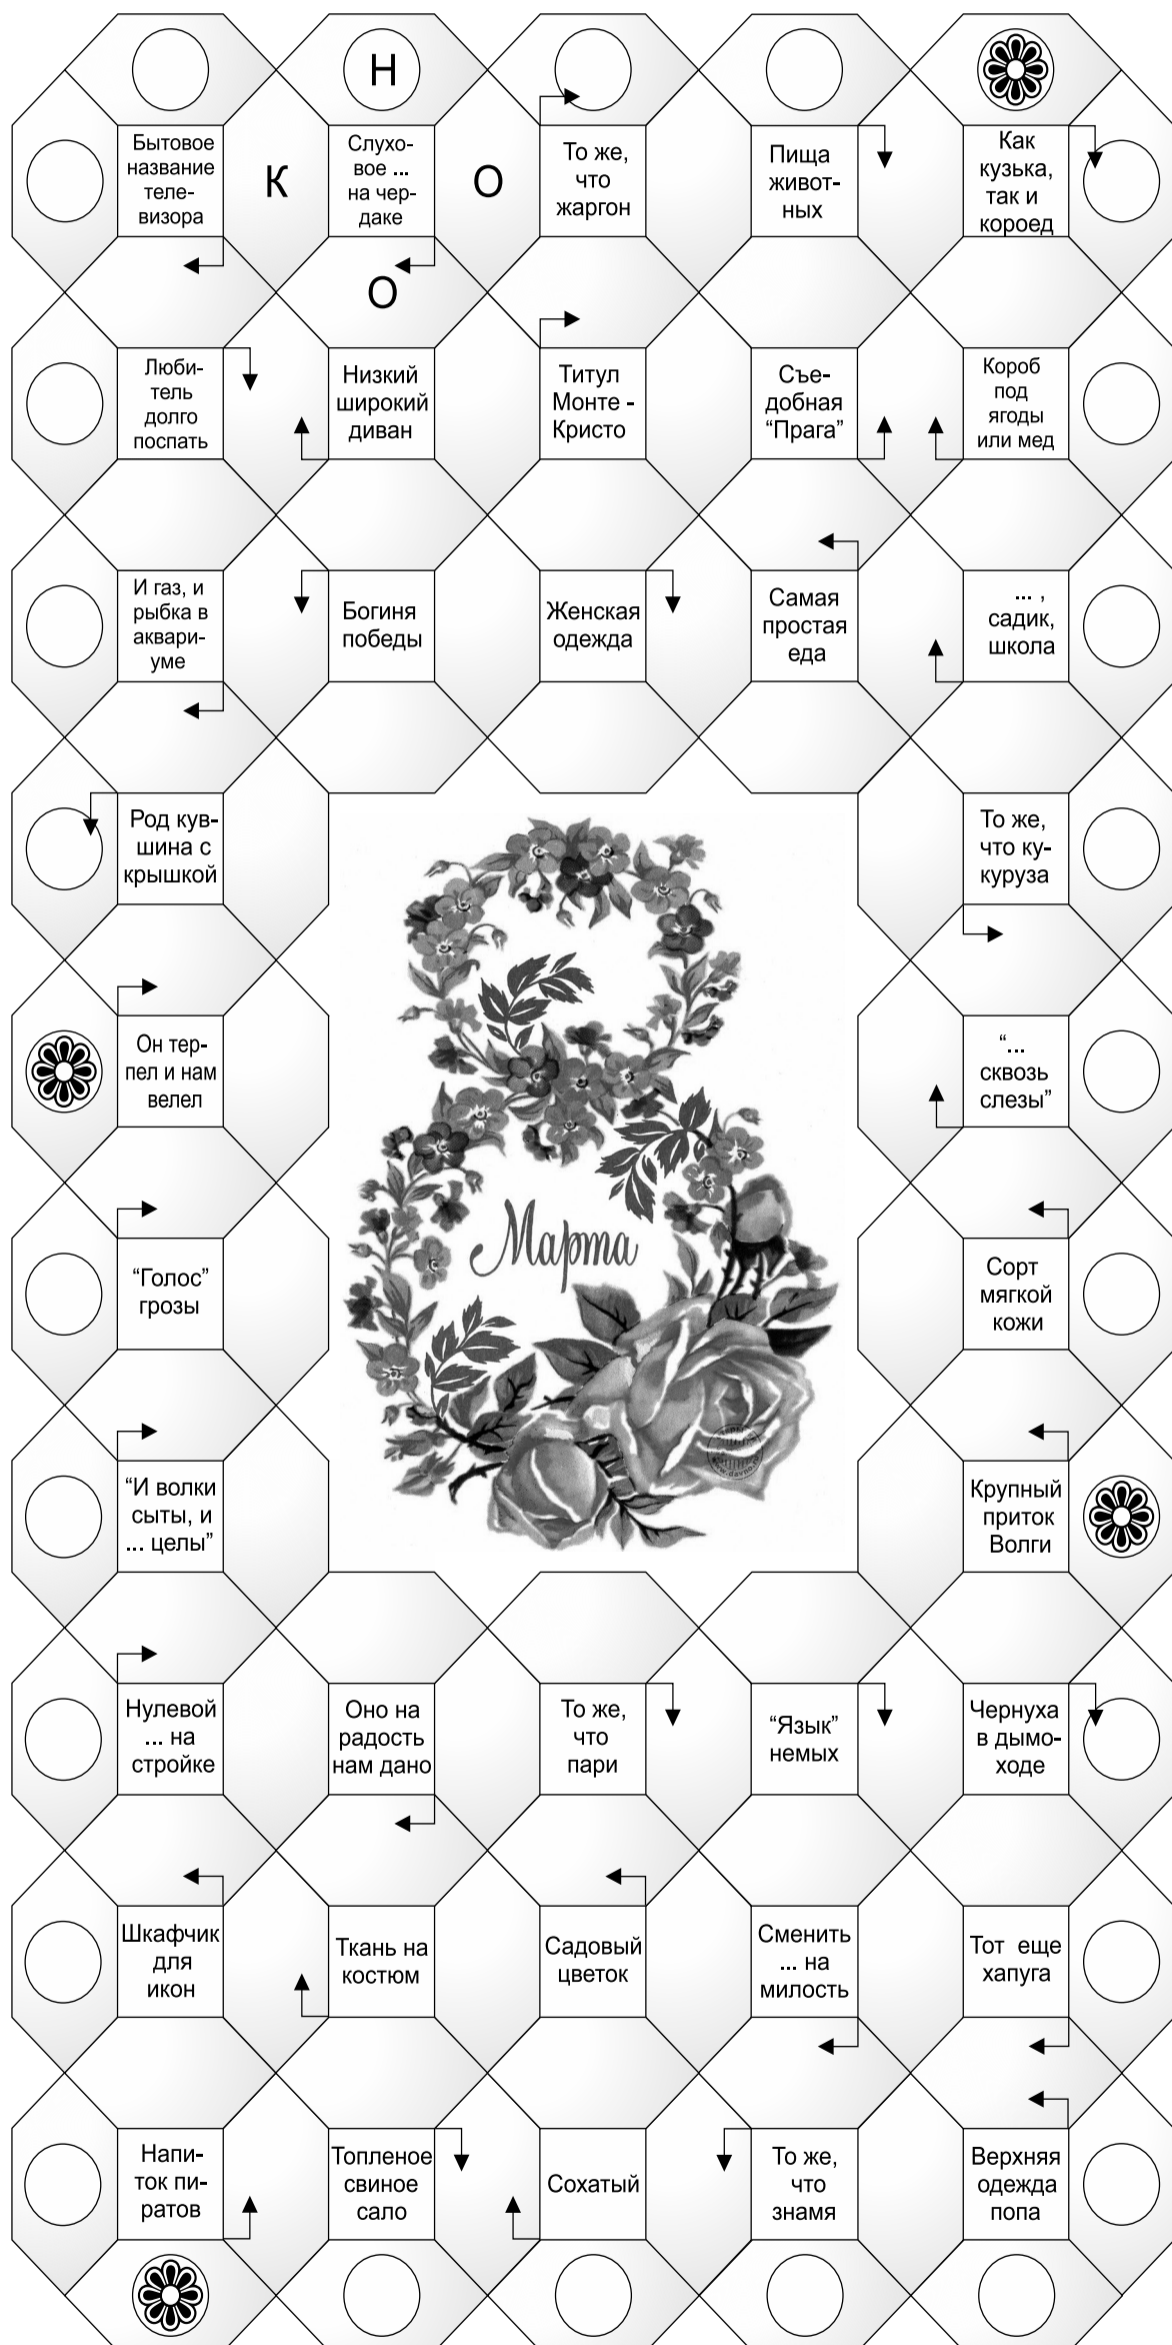 Н
Бытовое
название
теле-
визора
К
Слухо-
вое ...
на чер-
даке
О
То же,
что
жаргон
Пища
живот-
ных
Как
кузька,
так и
короед
О
Люби-
тель
долго
поспать
Низкий
широкий
диван
Титул
Монте -
Кристо
Съе-
добная
“Прага”
Короб
под
ягоды
или мед
И газ, и
рыбка в
аквари-
уме
Богиня
победы
Женская
одежда
Самая
простая
еда
... ,
садик,
школа
Род кув-
шина с
крышкой
То же,
что ку-
куруза
Он тер-
пел и нам
велел
“...
сквозь
слезы”
Марта
“Голос”
грозы
Сорт
мягкой
кожи
“И волки
сыты, и
... целы”
Крупный
приток
Волги
Нулевой
... на
стройке
Оно на
радость
нам дано
То же,
что
пари
“Язык”
немых
Чернуха
в дымо-
ходе
Шкафчик
для
икон
Ткань на
костюм
Садовый
цветок
Сменить
... на
милость
Тот еще
хапуга
Напи-
ток пи-
ратов
Топленое
свиное
сало
Сохатый
То же,
что
знамя
Верхняя
одежда
попа